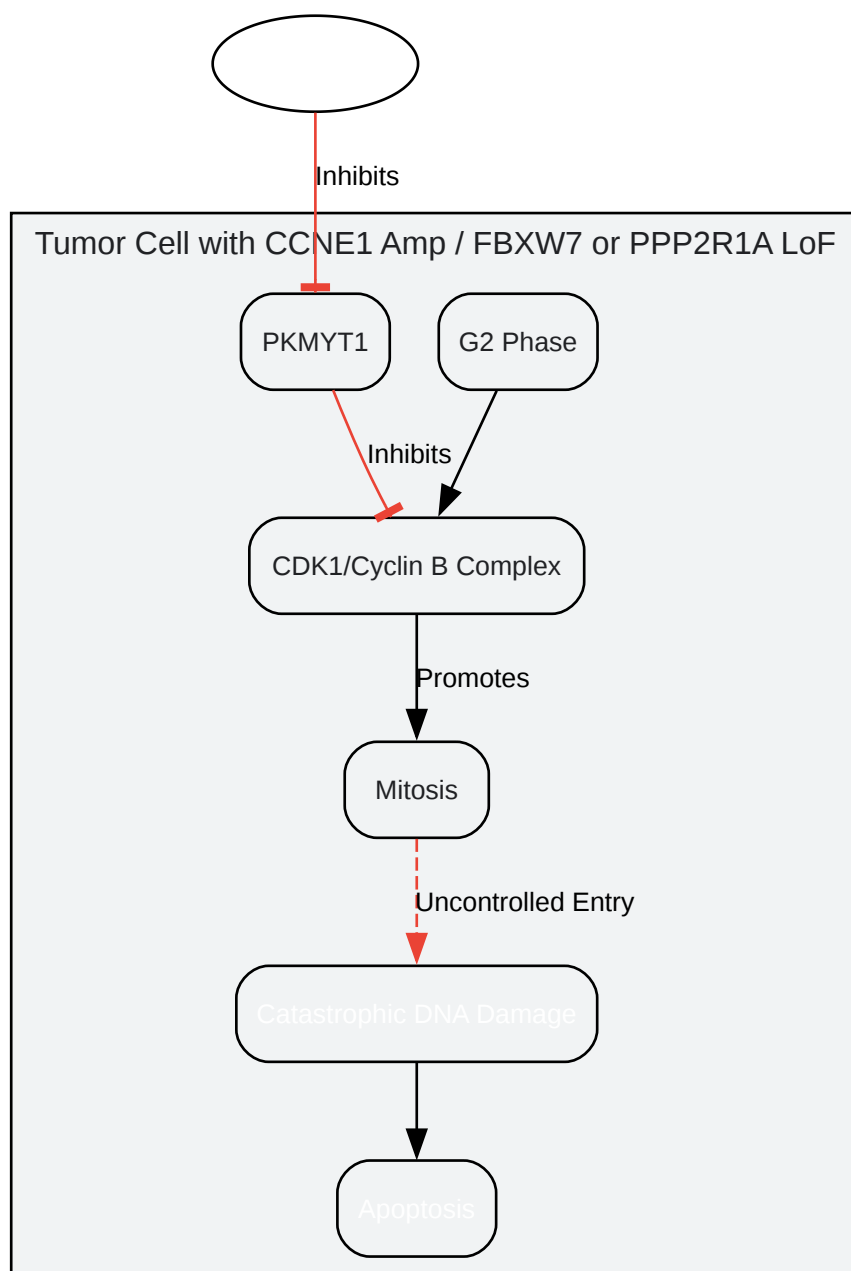 Inhibits
Tumor Cell with CCNE1 Amp / FBXW7 or PPP2R1A LoF
PKMYT1
G2 Phase
Inhibits
CDK1/Cyclin B Complex
Promotes
Mitosis
Uncontrolled Entry
Catastrophic DNA Damage
Apoptosis